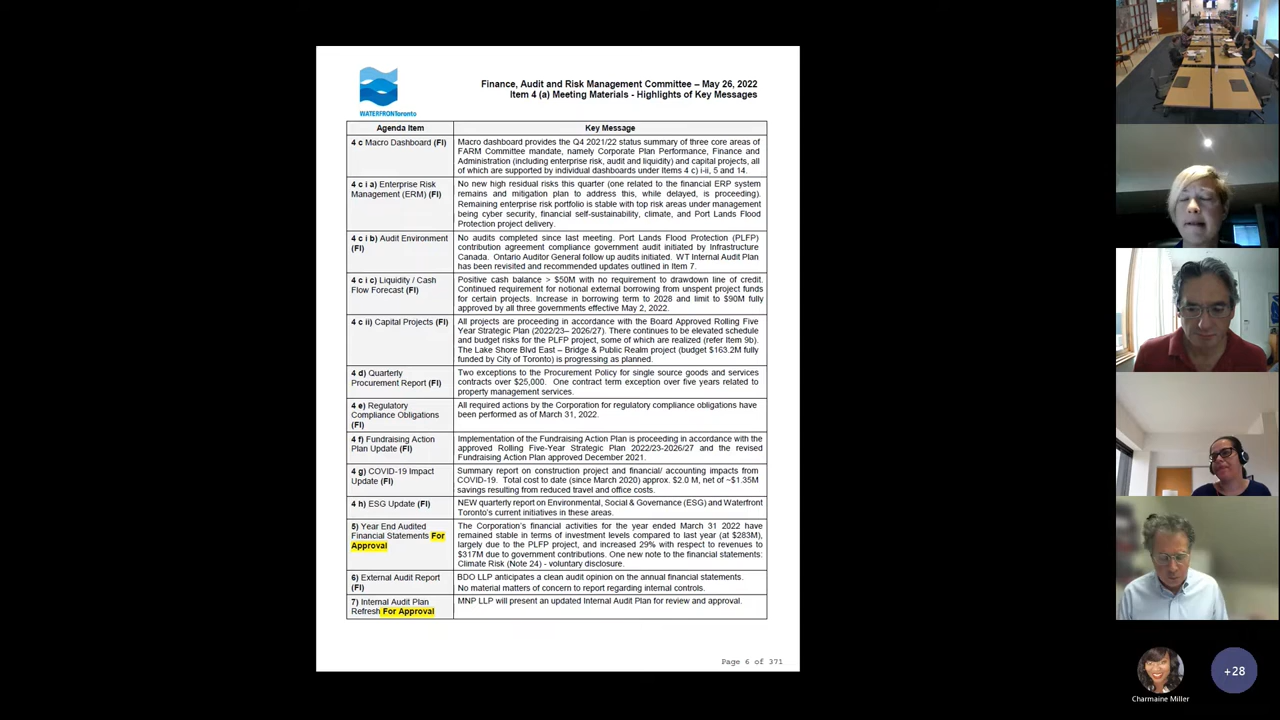 WATERFRONToronto
Finance, Audit and Risk Management Committee – May 26, 2022
Item 4 (a) Meeting Materials - Highlights of Key Messages
Agenda Item
Key Message
4 c Macro Dashboard (FI)
Macro dashboard provides the Q4 2021/22 status summary of three core areas of
FARM Committee mandate, namely Corporate Plan Performance, Finance and
Administration (including enterprise risk, audit and liquidity) and capital projects, all
of which are supported by individual dashboards under Items 4 c) i-ii, 5 and 14.
4 c i a) Enterprise Risk
Management (ERM) (FI)
No new high residual risks this quarter (one related to the financial ERP system
remains and mitigation plan to address this, while delayed, is proceeding).
Remaining enterprise risk portfolio is stable with top risk areas under management
being cyber security, financial self-sustainability, climate, and Port Lands Flood
Protection project delivery.
4 c i b) Audit Environment
(FI)
No audits completed since last meeting. Port Lands Flood Protection (PLFP)
contribution agreement compliance government audit initiated by Infrastructure
Canada. Ontario Auditor General follow up audits initiated. WT Internal Audit Plan
has been revisited and recommended updates outlined in Item 7.
4 c i c) Liquidity / Cash
Flow Forecast (FI)
Positive cash balance > $50M with no requirement to drawdown line of credit.
Continued requirement for notional external borrowing from unspent project funds
for certain projects. Increase in borrowing term to 2028 and limit to $90M fully
approved by all three governments effective May 2, 2022.
4 c ii) Capital Projects (FI)
All projects are proceeding in accordance with the Board Approved Rolling Five
Year Strategic Plan (2022/23– 2026/27). There continues to be elevated schedule
and budget risks for the PLFP project, some of which are realized (refer Item 9b).
The Lake Shore Blvd East – Bridge & Public Realm project (budget $163.2M fully
funded by City of Toronto) is progressing as planned.
4 d) Quarterly
Procurement Report (FI)
Two exceptions to the Procurement Policy for single source goods and services
contracts over $25,000. One contract term exception over five years related to
property management services.
4 e) Regulatory
Compliance Obligations
(FI)
All required actions by the Corporation for regulatory compliance obligations have
been performed as of March 31, 2022.
4 f) Fundraising Action
Plan Update (FI)
Implementation of the Fundraising Action Plan is proceeding in accordance with the
approved Rolling Five-Year Strategic Plan 2022/23-2026/27 and the revised
Fundraising Action Plan approved December 2021.
4 g) COVID-19 Impact
Update (FI)
Summary report on construction project and financial/ accounting impacts from
COVID-19. Total cost to date (since March 2020) approx. $2.0 M, net of ~$1.35M
savings resulting from reduced travel and office costs.
4 h) ESG Update (FI)
NEW quarterly report on Environmental, Social & Governance (ESG) and Waterfront
Toronto's current initiatives in these areas.
5) Year End Audited
Financial Statements For
Approval
The Corporation's financial activities for the year ended March 31 2022 have
remained stable in terms of investment levels compared to last year (at $283M),
largely due to the PLFP project, and increased 29% with respect to revenues to
$317M due to government contributions. One new note to the financial statements:
Climate Risk (Note 24) - voluntary disclosure.
6) External Audit Report
(FI)
BDO LLP anticipates a clean audit opinion on the annual financial statements.
No material matters of concern to report regarding internal controls.
7) Internal Audit Plan
Refresh For Approval
MNP LLP will present an updated Internal Audit Plan for review and approval.
Page 6 of 371
+28
Charmaine Miller